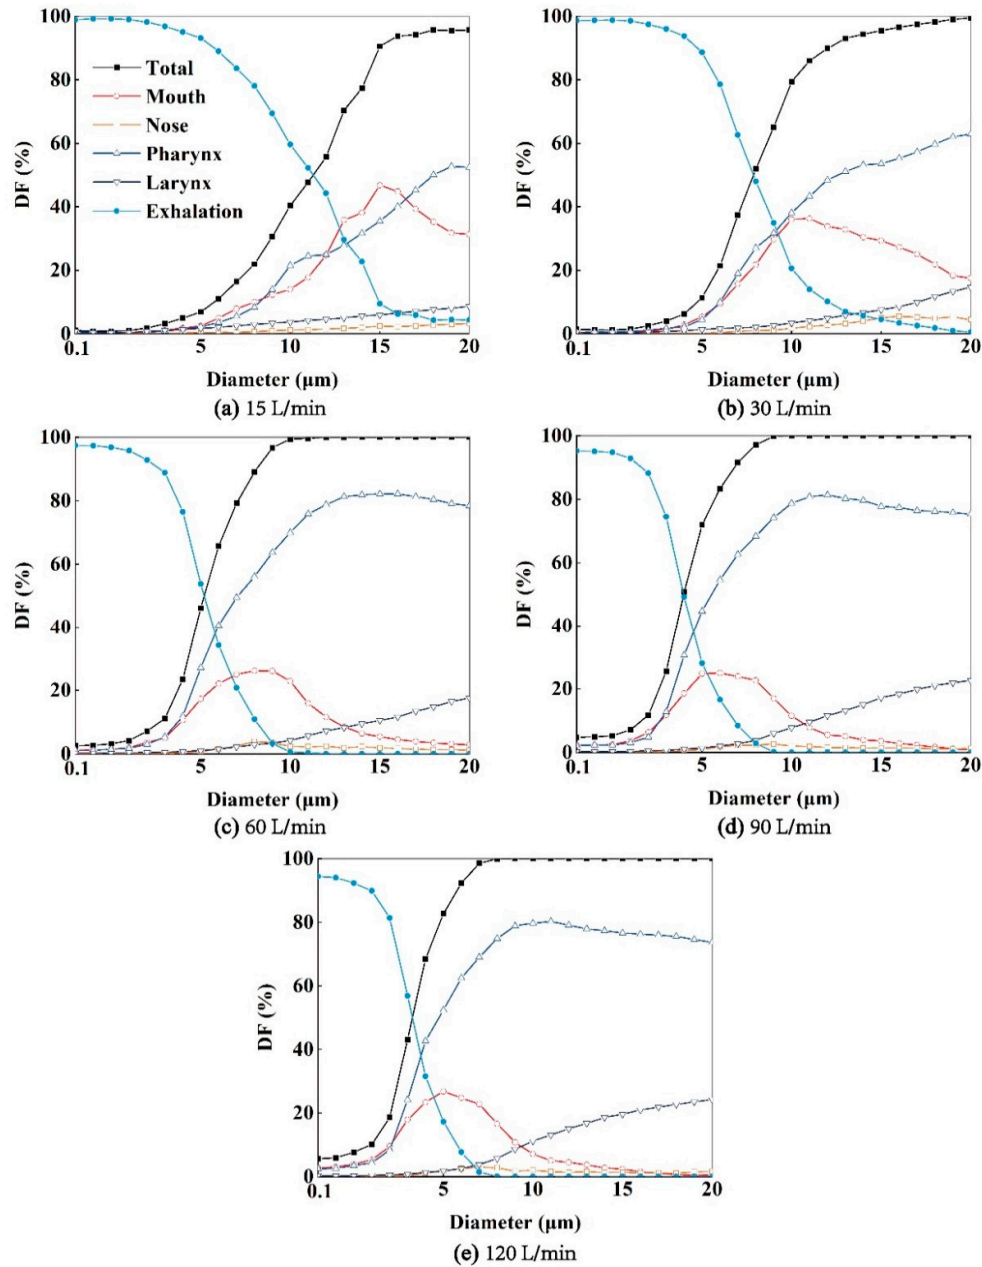 100
80
60
40
20
0
DF (%)
Total
Mouth
Nose
Pharynx
Larynx
Exhalation
0.1 5 10 15 20
Diameter (μm)
(a) 15 L/min
100
80
60
40
20
0
DF (%)
0.1 5 10 15 20
Diameter (μm)
(b) 30 L/min
100
80
60
40
20
0
DF (%)
0.1 5 10 15 20
Diameter (μm)
(c) 60 L/min
100
80
60
40
20
0
DF (%)
0.1 5 10 15 20
Diameter (μm)
(d) 90 L/min
100
80
60
40
20
0
DF (%)
0.1 5 10 15 20
Diameter (μm)
(e) 120 L/min